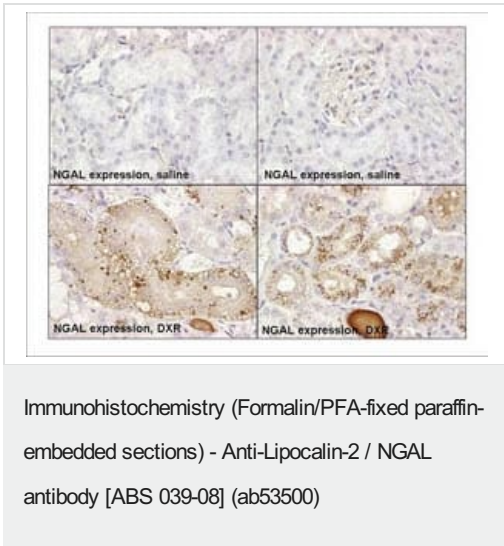 NGAL expression, saline
NGAL expression, saline
NGAL expression, DXR
NGAL expression, DXR
Immunohistochemistry (Formalin/PFA-fixed paraffin-
embedded sections) - Anti-Lipocalin-2 / NGAL
antibody [ABS 039-08] (ab53500)